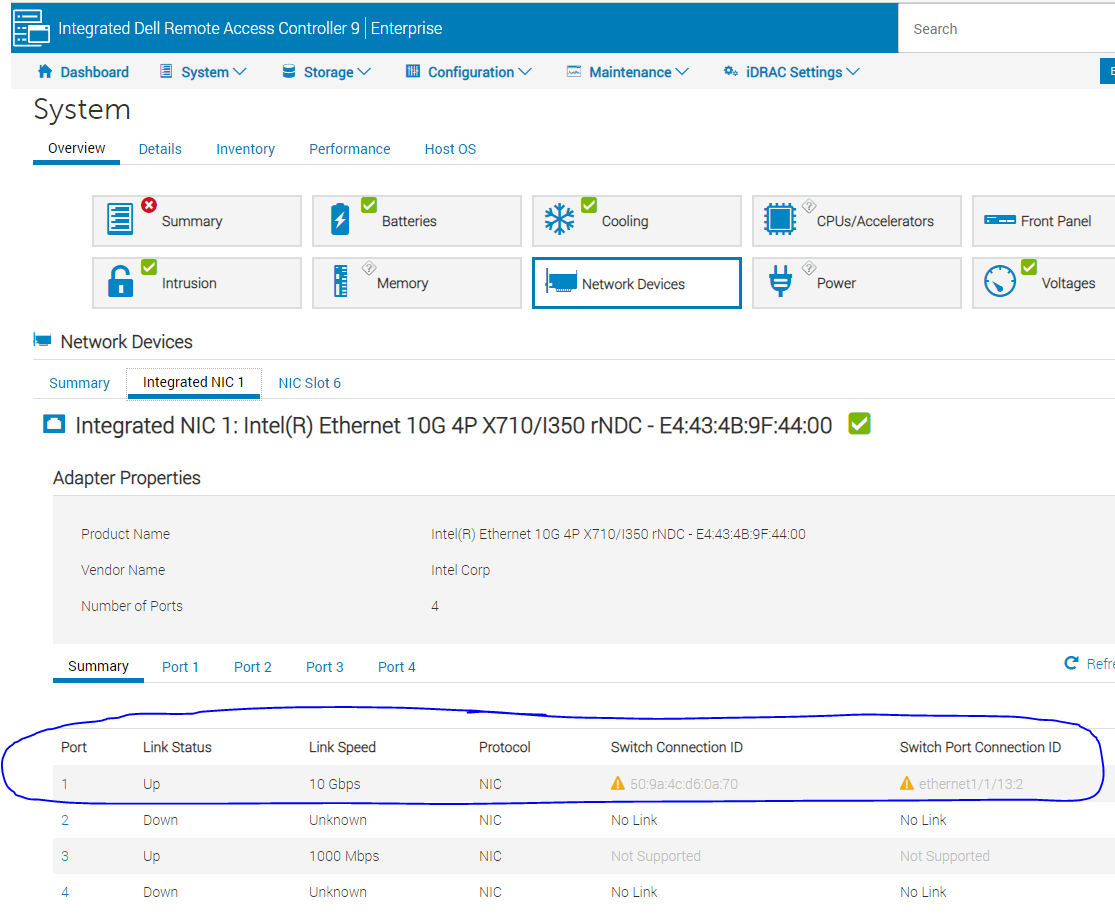 Integrated Dell Remote Access Controller 9 | Enterprise
Search
Dashboard System Storage Configuration Maintenance iDRAC Settings
System
Overview Details Inventory Performance Host OS
Summary Batteries Cooling CPUs/Accelerators Front Panel
Intrusion Memory Network Devices Power Voltages
Network Devices
Summary Integrated NIC 1 NIC Slot 6
Integrated NIC 1: Intel(R) Ethernet 10G 4P X710/I350 rNDC - E4:43:4B:9F:44:00
Adapter Properties
Product Name Intel(R) Ethernet 10G 4P X710/I350 rNDC - E4:43:4B:9F:44:00
Vendor Name Intel Corp
Number of Ports 4
Summary Port 1 Port 2 Port 3 Port 4 Refre
Port Link Status Link Speed Protocol Switch Connection ID Switch Port Connection ID
1 Up 10 Gbps NIC 50:9a:4c:d6:0a:70 ethernet1/1/13:2
2 Down Unknown NIC No Link No Link
3 Up 1000 Mbps NIC Not Supported Not Supported
4 Down Unknown NIC No Link No Link